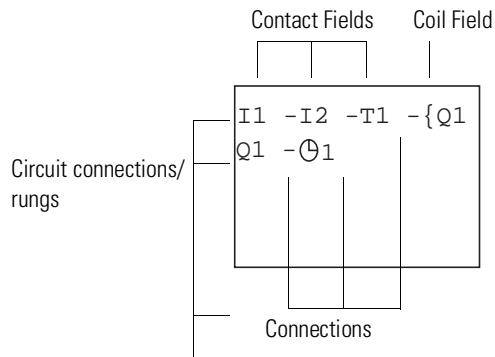 Contact Fields Coil Field
I1 -I2 -T1 -{Q1
Q1 -🕒1
Circuit connections/
rungs
Connections